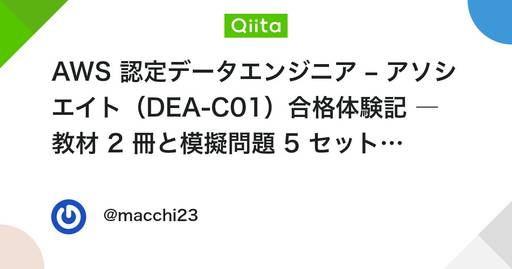 Qiita
AWS 認定データエンジニア – アソシ
エイト（DEA-C01）合格体験記 ―
教材 2 冊と模擬問題 5 セット…
@macchi23